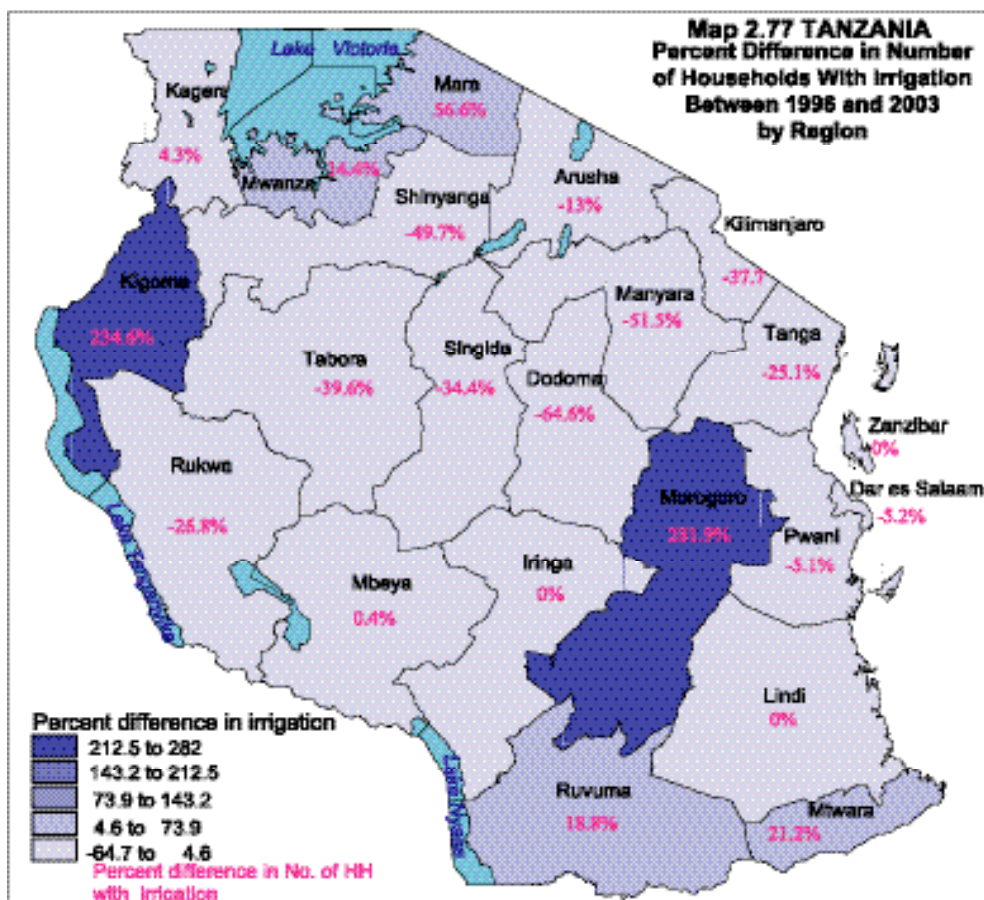 Map 2.77 TANZANIA
Percent Difference in Number
of Households With Irrigation
Between 1996 and 2003
by Region
Lake Victoria
Kagera
4.3%
Mara
56.6%
Mwanza
14.4%
Shinyanga
-49.7%
Arusha
-13%
Kilimanjaro
-37.7
Kigoma
234.6%
Manyara
-51.5%
Tabora
-39.6%
Singida
-34.4%
Dodoma
-64.6%
Tanga
-25.1%
Zanzibar
0%
Rukwa
-26.8%
Morogoro
281.9%
Dar es Salaam
-5.2%
Pwani
-5.1%
Lake Tanganyika
Mbeya
0.4%
Iringa
0%
Lindi
0%
Lake Nyasa
Ruvuma
18.8%
Mtwara
21.2%
Percent difference in irrigation
212.5 to 282
143.2 to 212.5
73.9 to 143.2
4.6 to 73.9
-64.7 to 4.6
Percent difference in No. of HH
with irrigation